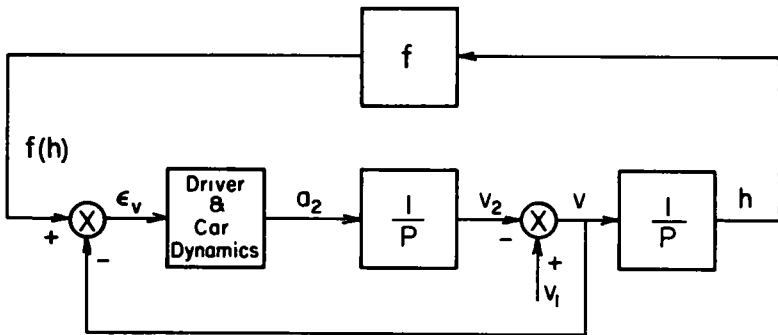 f
f(h)
+
-
X
ϵv
Driver
&
Car
Dynamics
a2
1
P
v2
-
X
+
v1
v
1
P
h